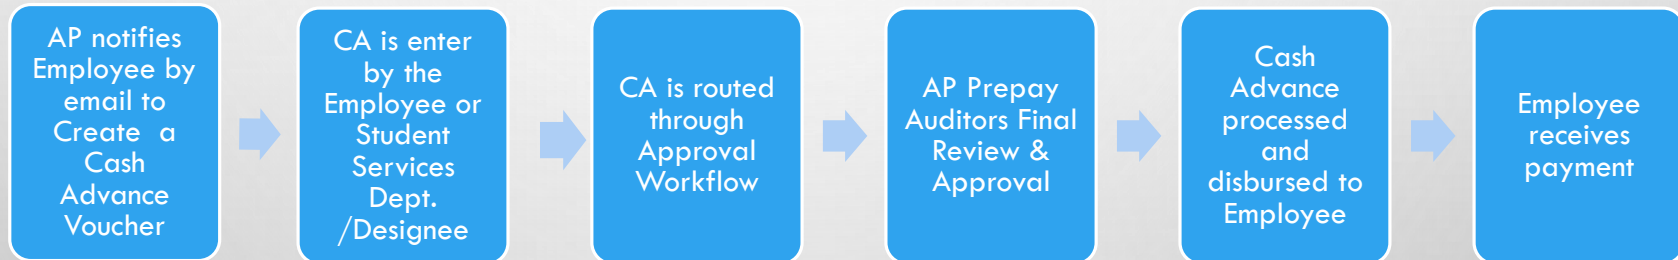 AP notifies
Employee by
email to
Create a
Cash
Advance
Voucher
CA is enter
by the
Employee or
Student
Services
Dept.
/Designee
CA is routed
through
Approval
Workflow
AP Prepay
Auditors Final
Review &
Approval
Cash
Advance
processed
and
disbursed to
Employee
Employee
receives
payment